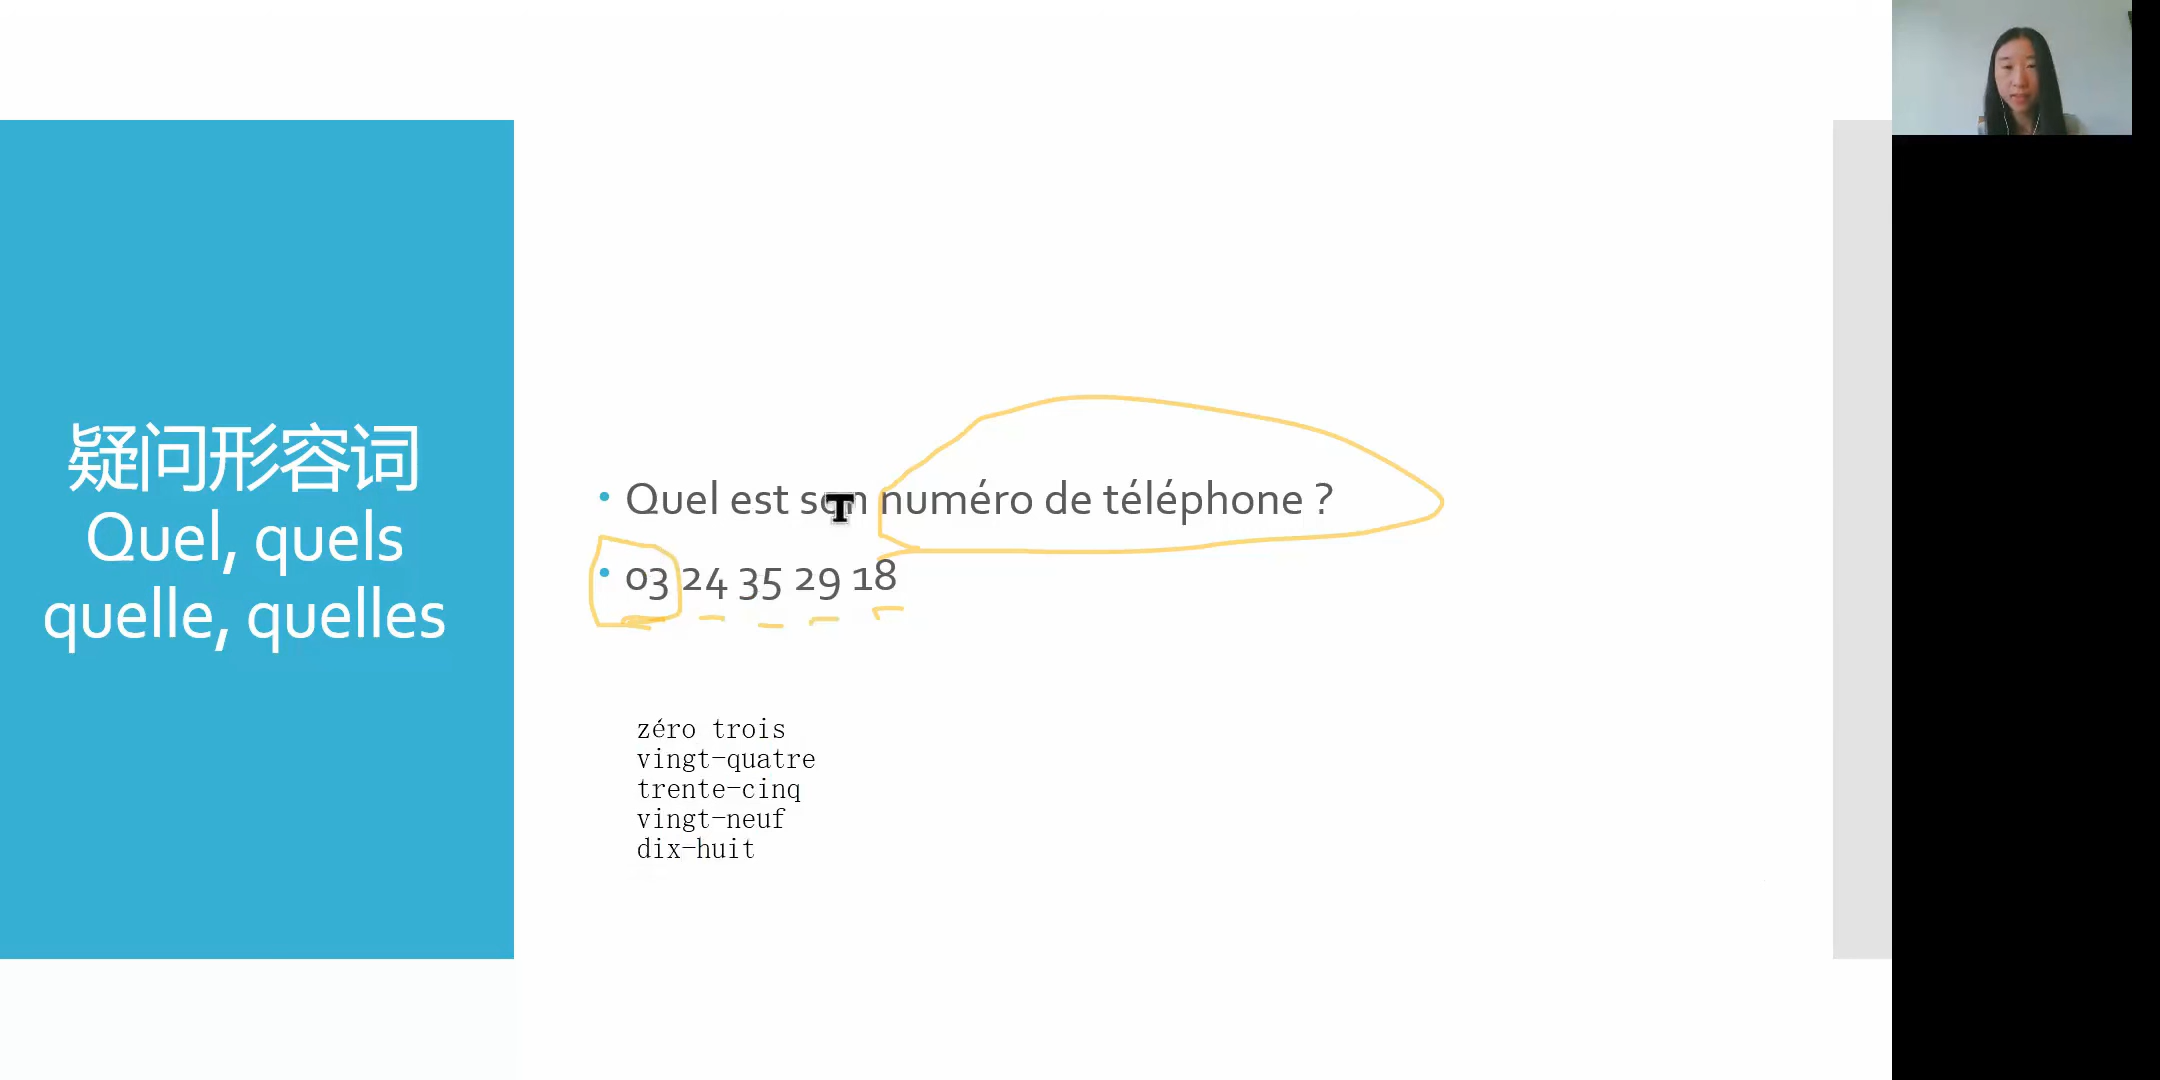 疑问形容词
Quel, quels
quelle, quelles
• Quel est son numéro de téléphone ?
• 03 24 35 29 18
zéro trois
vingt-quatre
trente-cinq
vingt-neuf
dix-huit